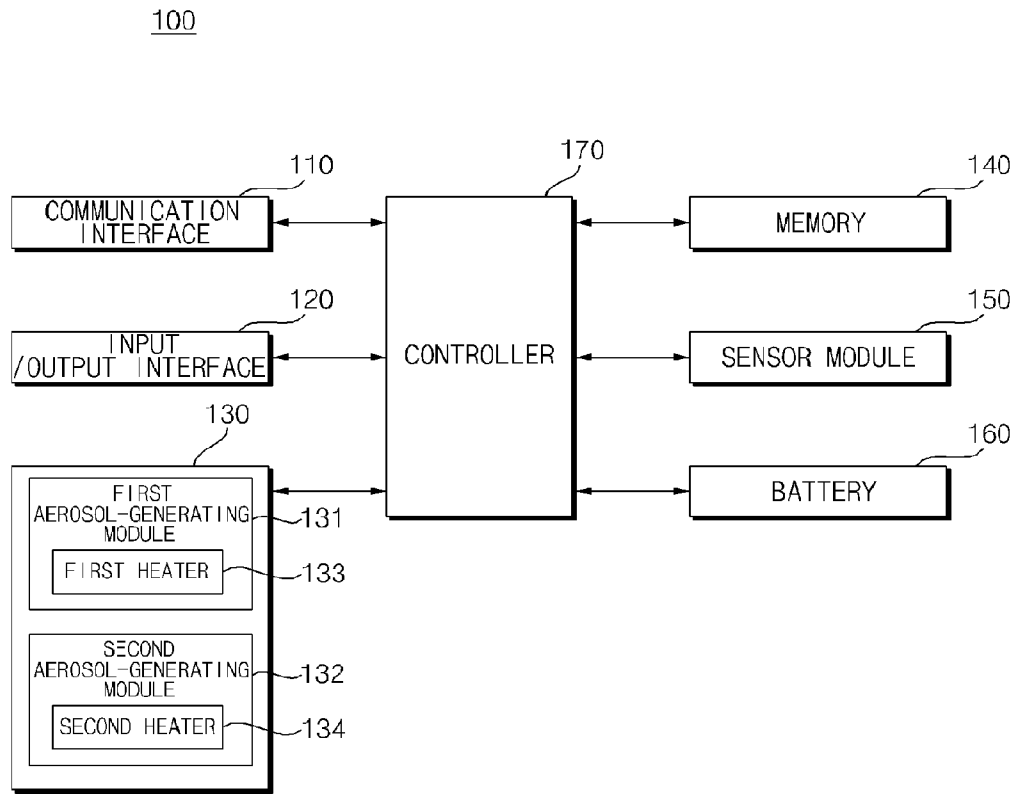 100
110
COMMUNICATION
INTERFACE
170
CONTROLLER
140
MEMORY
120
INPUT
/OUTPUT INTERFACE
150
SENSOR MODULE
130
FIRST
AEROSOL-GENERATING
MODULE
131
FIRST HEATER
133
SECOND
AEROSOL-GENERATING
MODULE
132
SECOND HEATER
134
160
BATTERY